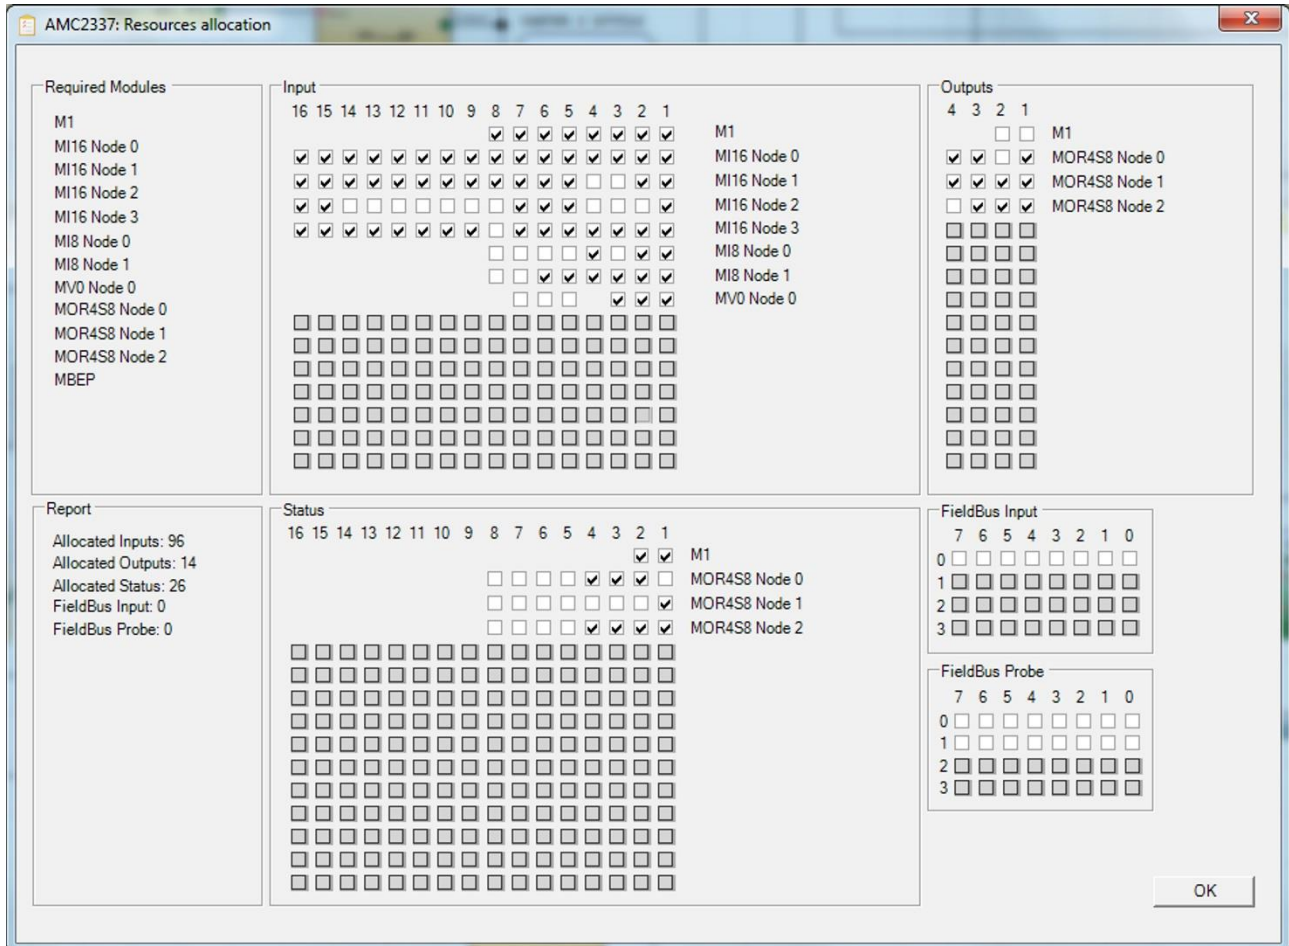 AMC2337: Resources allocation
Required Modules
M1
MI16 Node 0
MI16 Node 1
MI16 Node 2
MI16 Node 3
MI8 Node 0
MI8 Node 1
MV0 Node 0
MOR4S8 Node 0
MOR4S8 Node 1
MOR4S8 Node 2
MBEP
Input
16 15 14 13 12 11 10 9 8 7 6 5 4 3 2 1
M1
MI16 Node 0
MI16 Node 1
MI16 Node 2
MI16 Node 3
MI8 Node 0
MI8 Node 1
MV0 Node 0
Outputs
4 3 2 1
M1
MOR4S8 Node 0
MOR4S8 Node 1
MOR4S8 Node 2
Report
Allocated Inputs: 96
Allocated Outputs: 14
Allocated Status: 26
FieldBus Input: 0
FieldBus Probe: 0
Status
16 15 14 13 12 11 10 9 8 7 6 5 4 3 2 1
M1
MOR4S8 Node 0
MOR4S8 Node 1
MOR4S8 Node 2
FieldBus Input
7 6 5 4 3 2 1 0
0
1
2
3
FieldBus Probe
7 6 5 4 3 2 1 0
0
1
2
3
OK